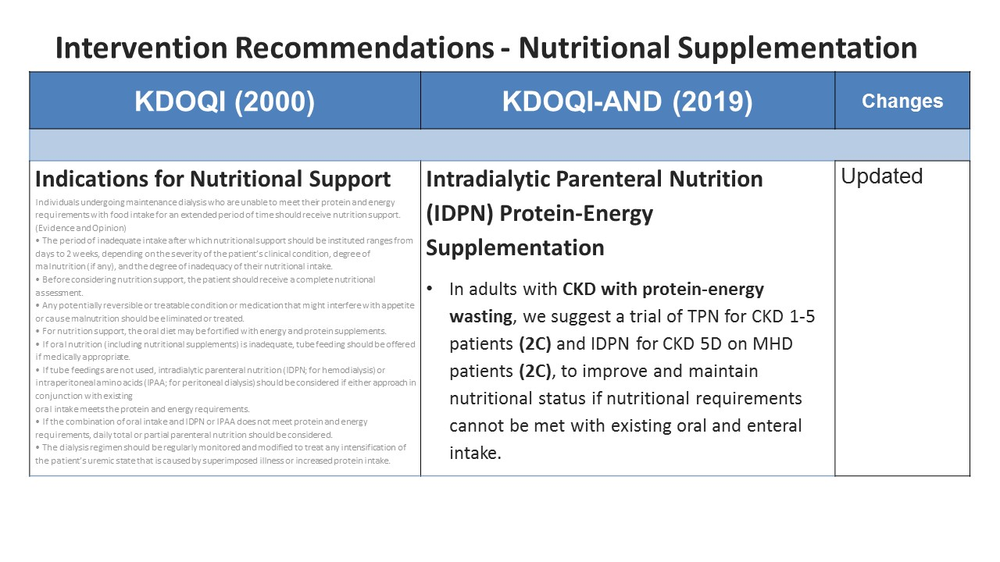 Intervention Recommendations - Nutritional Supplementation
KDOQI (2000)
KDOQI-AND (2019)
Changes
Indications for Nutritional Support
Individuals undergoing maintenance dialysis who are unable to meet their protein and energy
requirements with food intake for an extended period of time should receive nutrition support.
(Evidence and Opinion)
• The period of inadequate intake after which nutritional support should be instituted ranges from
days to 2 weeks, depending on the severity of the patient's clinical condition, degree of
malnutrition (if any), and the degree of inadequacy of their nutritional intake.
• Before considering nutrition support, the patient should receive a complete nutritional
assessment.
• Any potentially reversible or treatable condition or medication that might interfere with appetite
or cause malnutrition should be eliminated or treated.
• For nutrition support, the oral diet may be fortified with energy and protein supplements.
• If oral nutrition (including nutritional supplements) is inadequate, tube feeding should be offered
if medically appropriate.
• If tube feedings are not used, intradialytic parenteral nutrition (IDPN; for hemodialysis) or
intraperitoneal amino acids (IPAA; for peritoneal dialysis) should be considered if either approach in
conjunction with existing
oral intake meets the protein and energy requirements.
• If the combination of oral intake and IDPN or IPAA does not meet protein and energy
requirements, daily total or partial parenteral nutrition should be considered.
• The dialysis regimen should be regularly monitored and modified to treat any intensification of
the patient's uremic state that is caused by superimposed illness or increased protein intake.
Intradialytic Parenteral Nutrition
(IDPN) Protein-Energy
Supplementation
• In adults with CKD with protein-energy
wasting, we suggest a trial of TPN for CKD 1-5
patients (2C) and IDPN for CKD 5D on MHD
patients (2C), to improve and maintain
nutritional status if nutritional requirements
cannot be met with existing oral and enteral
intake.
Updated